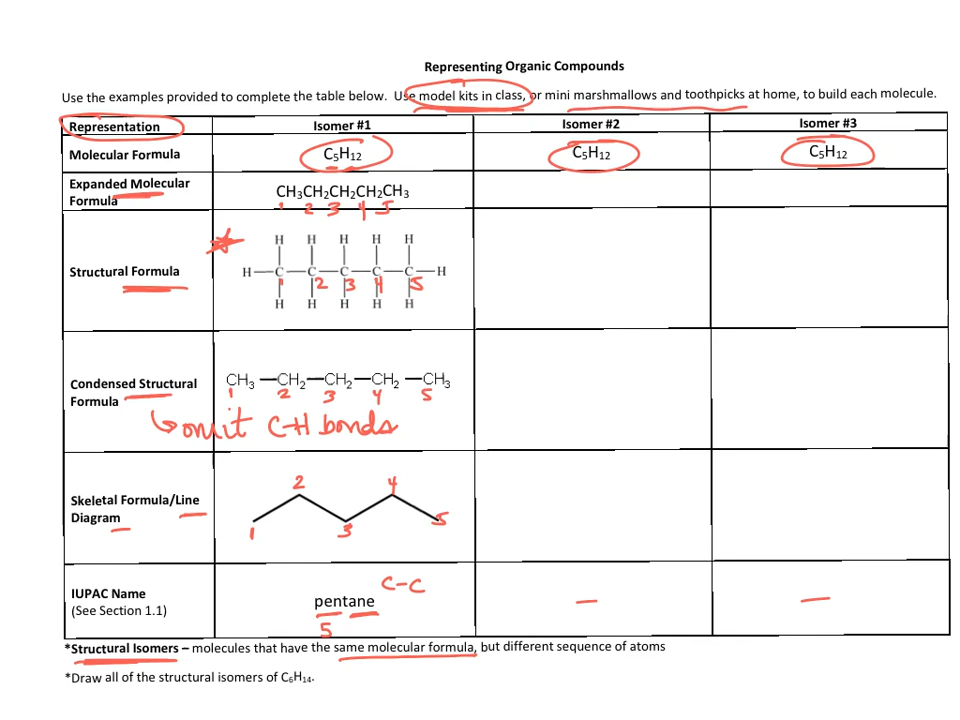 Representing Organic Compounds
Use the examples provided to complete the table below. Use model kits in class, or mini marshmallows and toothpicks at home, to build each molecule.
Representation Isomer #1 Isomer #2 Isomer #3
Molecular Formula C₅H₁₂ C₅H₁₂ C₅H₁₂
Expanded Molecular
Formula
CH₃CH₂CH₂CH₂CH₃
1 2 3 4 5
Structural Formula
H H H H H
H—C—C—C—C—C—H
1 2 3 4 5
H H H H H
Condensed Structural
Formula
CH₃—CH₂—CH₂—CH₂—CH₃
1 2 3 4 5
↳omit C-H bonds
Skeletal Formula/Line
Diagram
2 4
1 3 5
IUPAC Name
(See Section 1.1)
C-C
pentane — —
5
*Structural Isomers – molecules that have the same molecular formula, but different sequence of atoms
*Draw all of the structural isomers of C₆H₁₄.